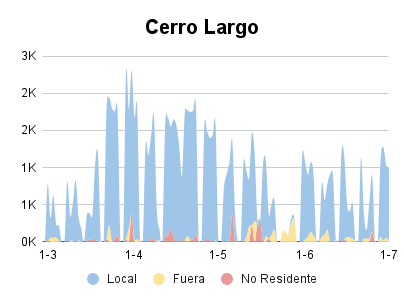 Cerro Largo
3K
2K
2K
1K
1K
0K
1-3 1-4 1-5 1-6 1-7
Local Fuera No Residente